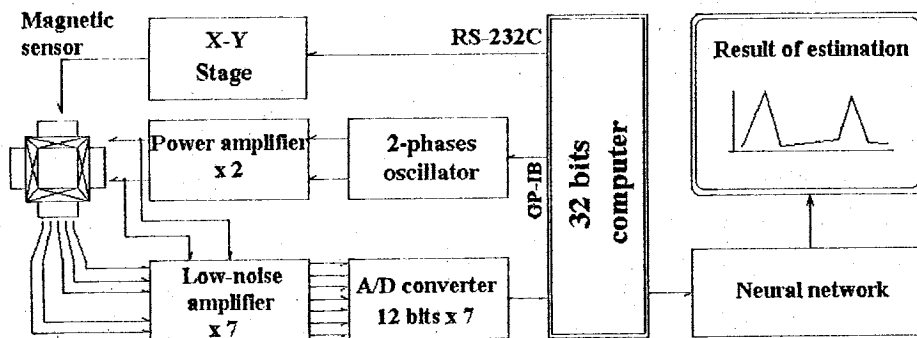 Magnetic
sensor
X-Y
Stage
RS-232C
Power amplifier
x 2
2-phases
oscillator
GP-IB
32 bits
computer
Result of estimation
Low-noise
amplifier
x 7
A/D converter
12 bits x 7
Neural network